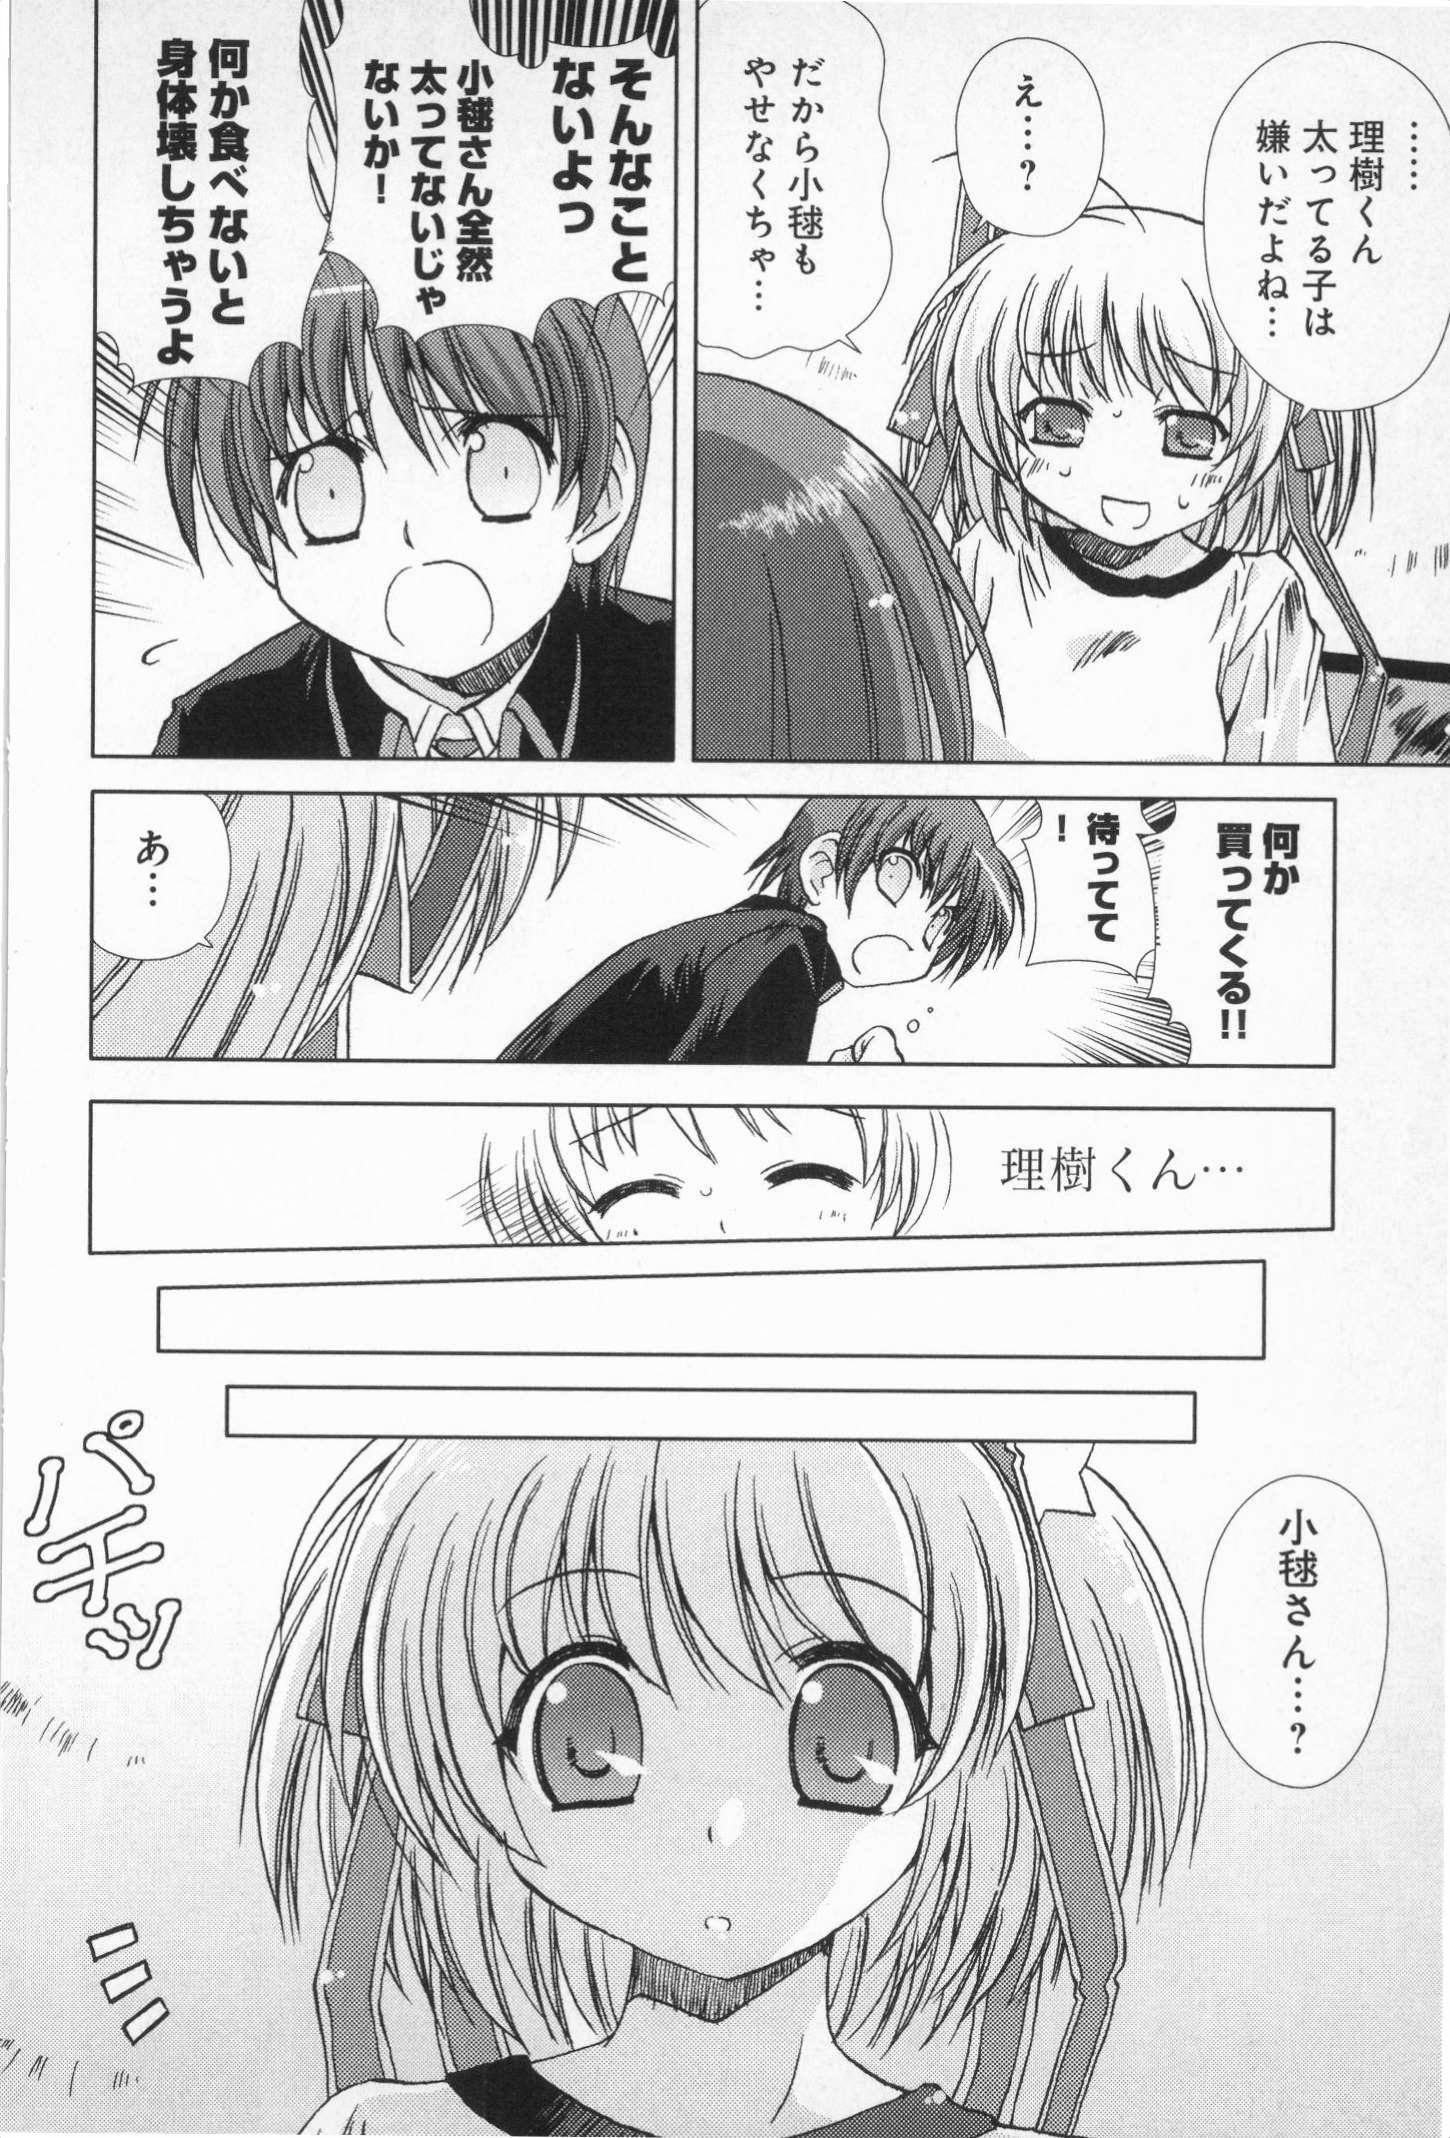 ……
理樹くん
太ってる子は
嫌いだよね…
え…?
だから小毬も
やせなくちゃ…
そんなこと
ないよっ
小毬さん全然
太ってないじゃ
ないか！
何か食べないと
身体壊しちゃうよ
何か
買ってくる!!
待ってて
！
あ…
理樹くん…
小毬さん…?
パチッ